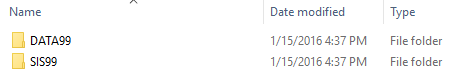 Name Date modified Type
DATA99 1/15/2016 4:37 PM File folder
SIS99 1/15/2016 4:37 PM File folder